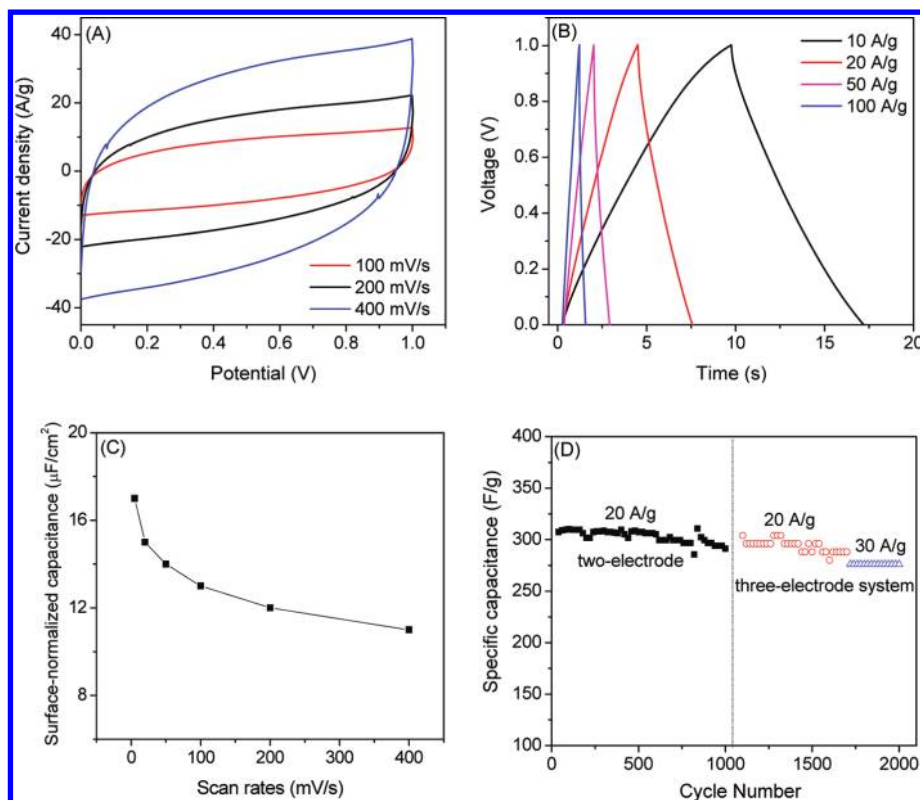 (A)
40
20
0
-20
-40
Current density (A/g)
100 mV/s
200 mV/s
400 mV/s
0.0 0.2 0.4 0.6 0.8 1.0
Potential (V)
(B)
1.0
0.8
0.6
0.4
0.2
0.0
Voltage (V)
10 A/g
20 A/g
50 A/g
100 A/g
0 5 10 15 20
Time (s)
(C)
20
16
12
8
Surface-normalized capacitance (μF/cm²)
0 100 200 300 400
Scan rates (mV/s)
(D)
400
350
300
250
200
150
100
Specific capacitance (F/g)
20 A/g
two-electrode
20 A/g
30 A/g
three-electrode system
0 500 1000 1500 2000
Cycle Number